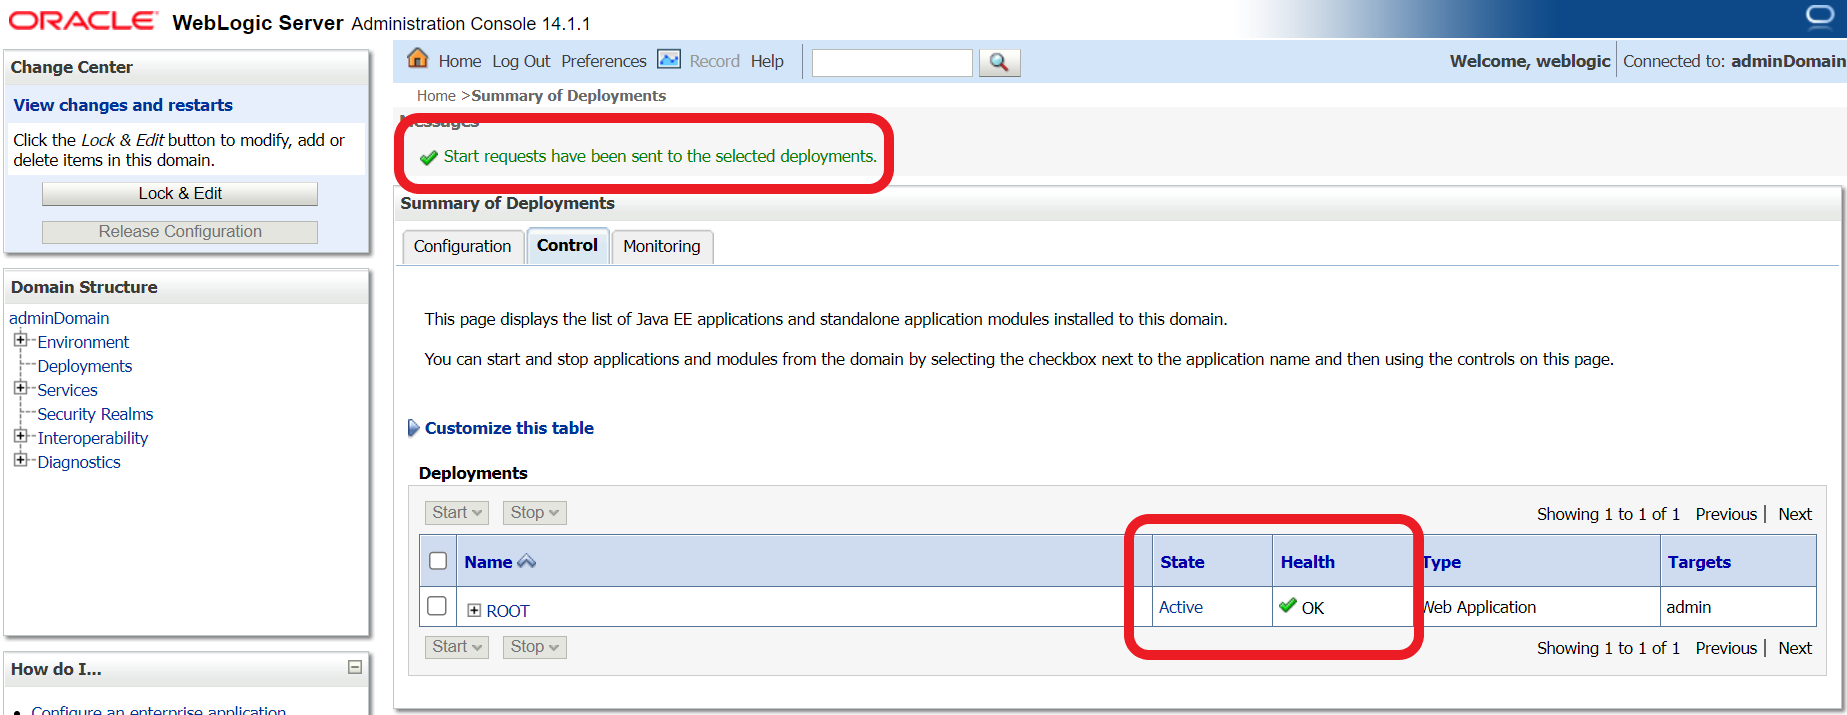 ORACLE WebLogic Server Administration Console 14.1.1
Change Center
View changes and restarts
Click the Lock & Edit button to modify, add or
delete items in this domain.
Lock & Edit
Release Configuration
Domain Structure
adminDomain
Environment
Deployments
Services
Security Realms
Interoperability
Diagnostics
How do I...
Configure an enterprise application
Home Log Out Preferences Record Help
Welcome, weblogic Connected to: adminDomain
Home >Summary of Deployments
Messages
Start requests have been sent to the selected deployments.
Summary of Deployments
Configuration Control Monitoring
This page displays the list of Java EE applications and standalone application modules installed to this domain.
You can start and stop applications and modules from the domain by selecting the checkbox next to the application name and then using the controls on this page.
Customize this table
Deployments
Start Stop Showing 1 to 1 of 1 Previous | Next
Name State Health Type Targets
ROOT Active OK Web Application admin
Start Stop Showing 1 to 1 of 1 Previous | Next